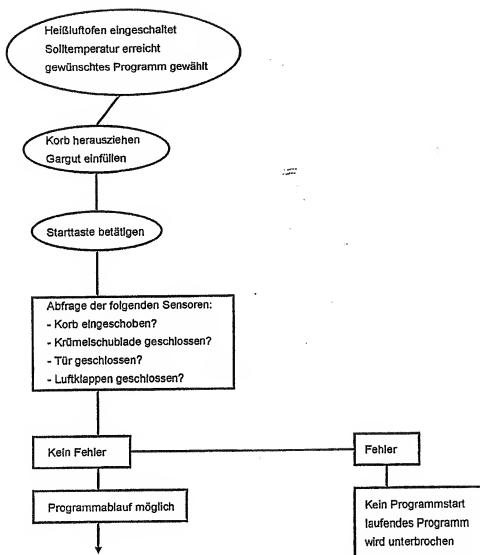 Heißluftofen eingeschaltet
Solltemperatur erreicht
gewünschtes Programm gewählt
Korb herausziehen
Gargut einfüllen
Starttaste betätigen
Abfrage der folgenden Sensoren:
- Korb eingeschoben?
- Krümelschublade geschlossen?
- Tür geschlossen?
- Luftklappen geschlossen?
Kein Fehler
Fehler
Programmablauf möglich
Kein Programmstart
laufendes Programm
wird unterbrochen